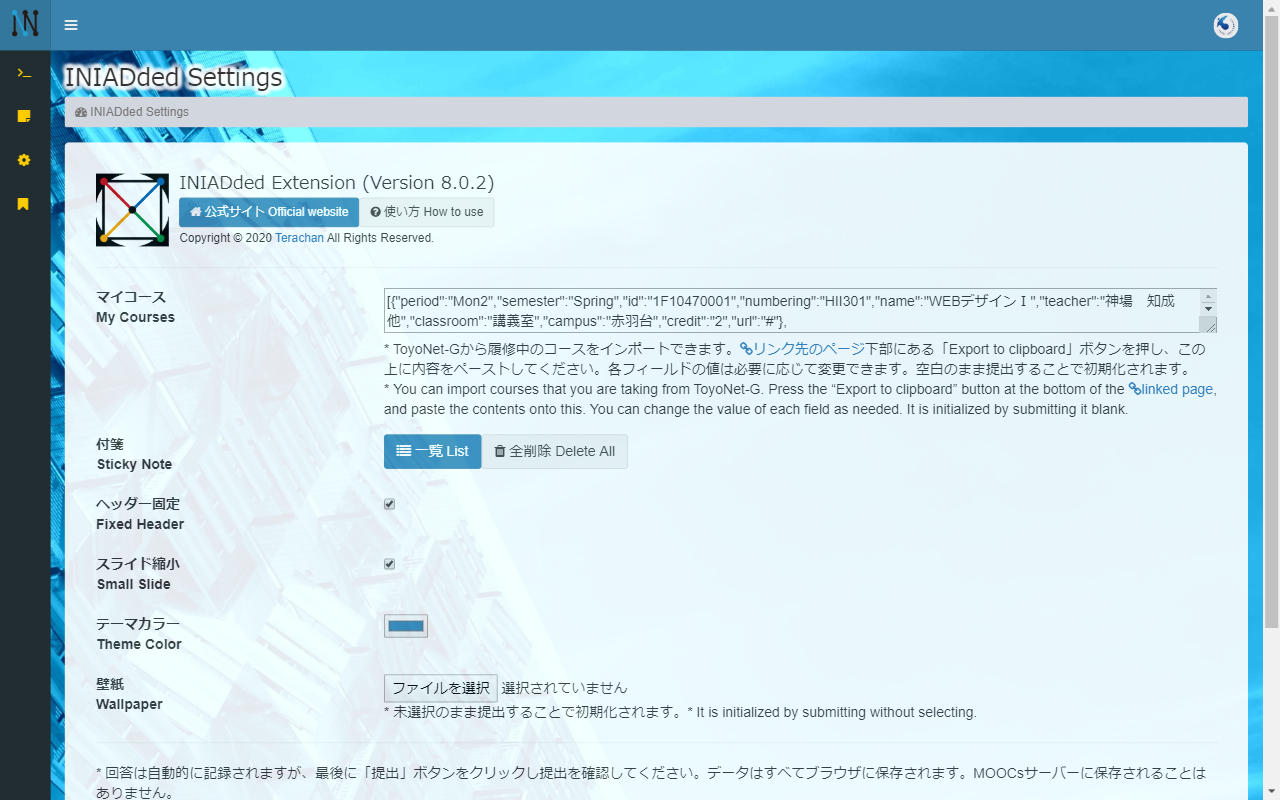 INIADded Settings
INIADded Settings
INIADded Extension (Version 8.0.2)
公式サイト Official website
使い方 How to use
Copyright © 2020 Terachan All Rights Reserved.
マイコース
My Courses
[{"period":"Mon2","semester":"Spring","id":"1F10470001","numbering":"HII301","name":"WEBデザインⅠ","teacher":"神場　知成
他","classroom":"講義室","campus":"赤羽台","credit":"2","url":"#"},
* ToyoNet-Gから履修中のコースをインポートできます。リンク先のページ下部にある「Export to clipboard」ボタンを押し、この
上に内容をペーストしてください。各フィールドの値は必要に応じて変更できます。空白のまま提出することで初期化されます。
* You can import courses that you are taking from ToyoNet-G. Press the “Export to clipboard” button at the bottom of the linked page,
and paste the contents onto this. You can change the value of each field as needed. It is initialized by submitting it blank.
付箋
Sticky Note
一覧 List
全削除 Delete All
ヘッダー固定
Fixed Header
スライド縮小
Small Slide
テーマカラー
Theme Color
壁紙
Wallpaper
ファイルを選択 選択されていません
* 未選択のまま提出することで初期化されます。* It is initialized by submitting without selecting.
* 回答は自動的に記録されますが、最後に「提出」ボタンをクリックし提出を確認してください。データはすべてブラウザに保存されます。MOOCsサーバーに保存されることは
ありません。